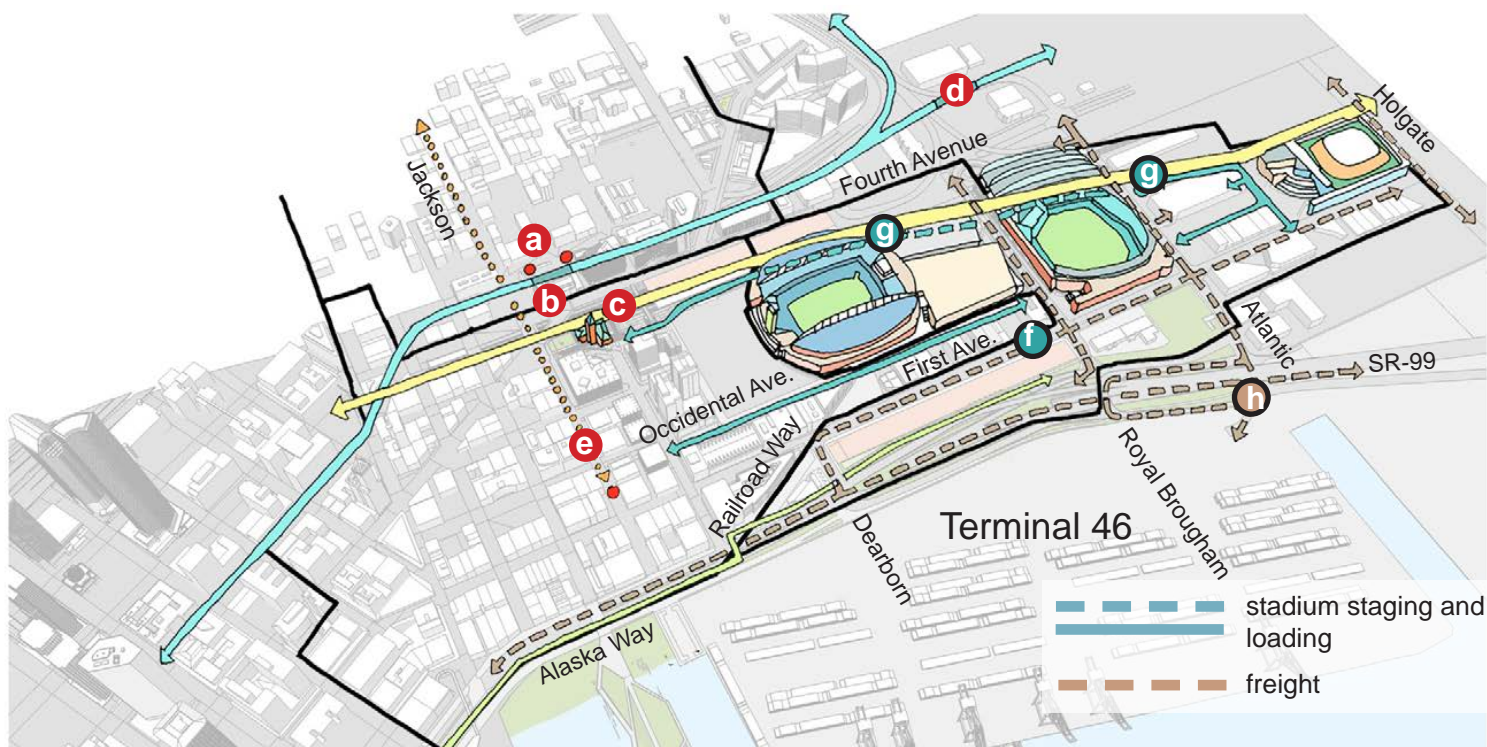 d
Holgate
Jackson
Fourth Avenue
g
g
a
b
c
f
First Ave.
Atlantic
SR-99
h
Occidental Ave.
e
Railroad Way
Royal Brougham
Dearborn
Terminal 46
stadium staging and
loading
freight
Alaska Way